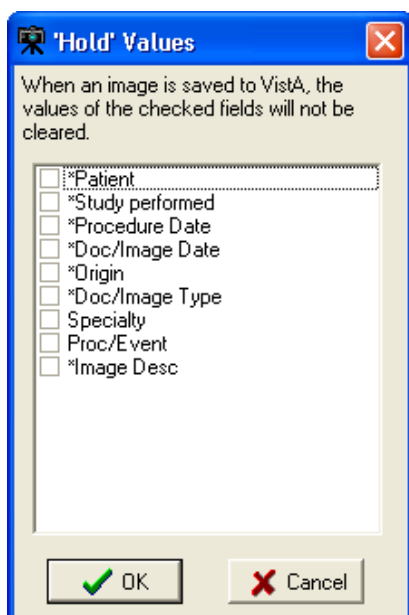 'Hold' Values
When an image is saved to VistA, the
values of the checked fields will not be
cleared.
*Patient
*Study performed
*Procedure Date
*Doc/Image Date
*Origin
*Doc/Image Type
Specialty
Proc/Event
*Image Desc
OK
Cancel